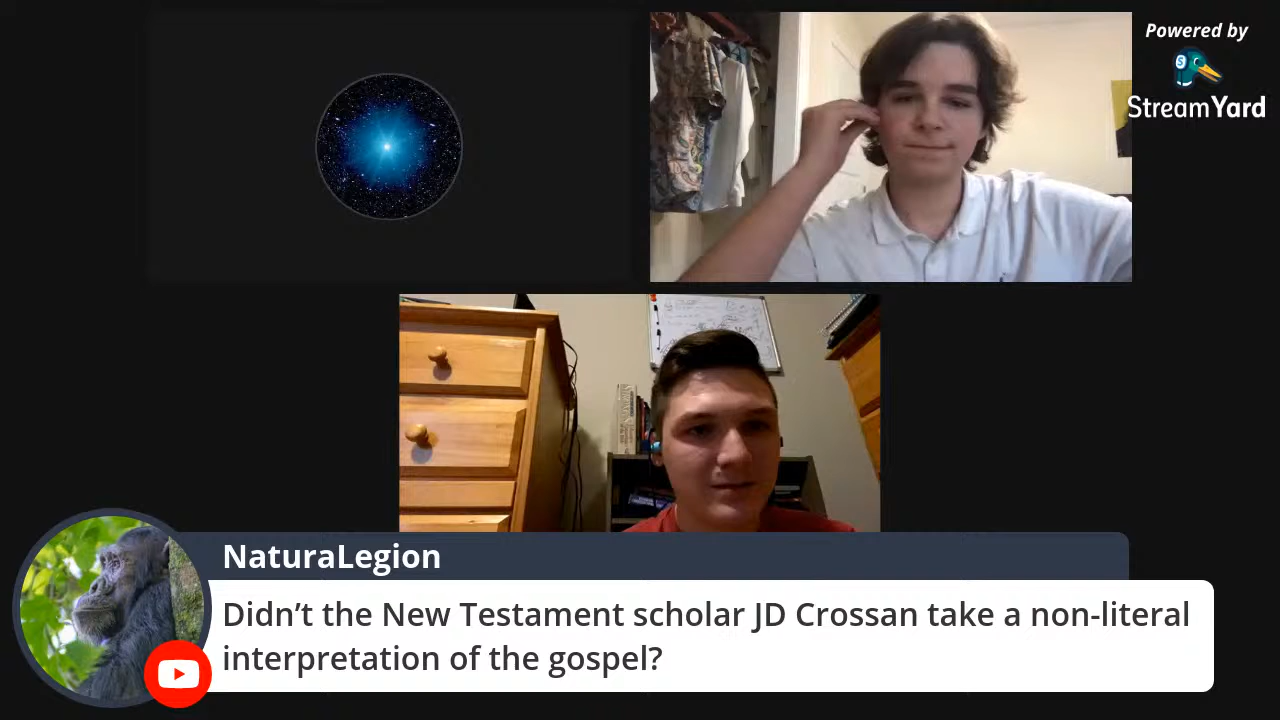 Powered by
StreamYard
NaturaLegion
Didn’t the New Testament scholar JD Crossan take a non-literal
interpretation of the gospel?